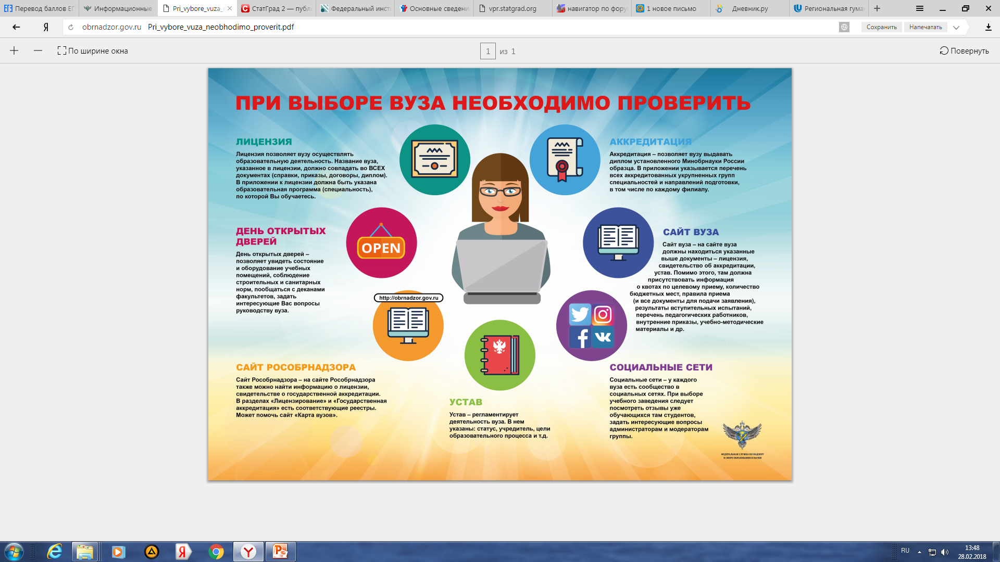 Перевод баллов ЕГ
Информационные
Pri_vybore_vuza_
СтатГрад 2 — публ
Федеральный инст
Основные сведени
vpr.statgrad.org
навигатор по фору
1 новое письмо
Дневник.ру
Региональная гума
obrnadzor.gov.ru Pri_vybore_vuza_neobhodimo_proverit.pdf
Сохранить
Напечатать
По ширине окна
1 из 1
Повернуть
ПРИ ВЫБОРЕ ВУЗА НЕОБХОДИМО ПРОВЕРИТЬ
ЛИЦЕНЗИЯ
Лицензия позволяет вузу осуществлять
образовательную деятельность. Название вуза,
указанное в лицензии, должно совпадать во ВСЕХ
документах (справки, приказы, договоры, диплом).
В приложении к лицензии должна быть указана
образовательная программа (специальность),
по которой Вы обучаетесь.
АККРЕДИТАЦИЯ
Аккредитация – позволяет вузу выдавать
диплом установленного Минобрнауки России
образца. В приложении указывается перечень
всех аккредитованных укрупненных групп
специальностей и направлений подготовки,
в том числе по каждому филиалу.
ДЕНЬ ОТКРЫТЫХ
ДВЕРЕЙ
День открытых дверей –
позволяет увидеть состояние
и оборудование учебных
помещений, соблюдение
строительных и санитарных
норм, пообщаться с деканами
факультетов, задать
интересующие Вас вопросы
руководству вуза.
OPEN
САЙТ ВУЗА
Сайт вуза – на сайте вуза
должны находиться указанные
выше документы – лицензия,
свидетельство об аккредитации,
устав. Помимо этого, там должна
присутствовать информация
о квотах по целевому приему, количество
бюджетных мест, правила приема
(и все документы для подачи заявления),
результаты вступительных испытаний,
перечень педагогических работников,
внутренние приказы, учебно-методические
материалы и др.
http://obrnadzor.gov.ru
САЙТ РОСОБРНАДЗОРА
Сайт Рособрнадзора – на сайте Рособрнадзора
также можно найти информацию о лицензии,
свидетельстве о государственной аккредитации.
В разделах «Лицензирование» и «Государственная
аккредитация» есть соответствующие реестры.
Может помочь сайт «Карта вузов».
УСТАВ
Устав – регламентирует
деятельность вуза. В нем
указаны: статус, учредитель, цели
образовательного процесса и т.д.
СОЦИАЛЬНЫЕ СЕТИ
Социальные сети – у каждого
вуза есть сообщество в
социальных сетях. При выборе
учебного заведения следует
посмотреть отзывы уже
обучающихся там студентов,
задать интересующие вопросы
администраторам и модераторам
группы.
ФЕДЕРАЛЬНАЯ СЛУЖБА ПО НАДЗОРУ
В СФЕРЕ ОБРАЗОВАНИЯ И НАУКИ
RU
13:48
28.02.2018